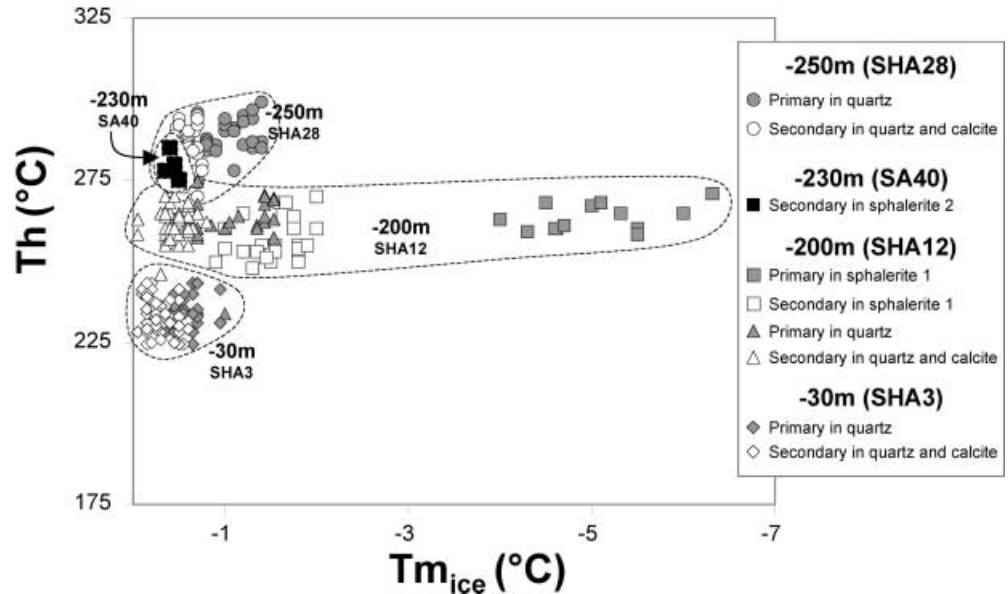 325
275
225
175
Th (°C)
-1
-3
-5
-7
Tmice (°C)
-230m
SA40
-250m
SHA28
-200m
SHA12
-30m
SHA3
-250m (SHA28)
Primary in quartz
Secondary in quartz and calcite
-230m (SA40)
Secondary in sphalerite 2
-200m (SHA12)
Primary in sphalerite 1
Secondary in sphalerite 1
Primary in quartz
Secondary in quartz and calcite
-30m (SHA3)
Primary in quartz
Secondary in quartz and calcite